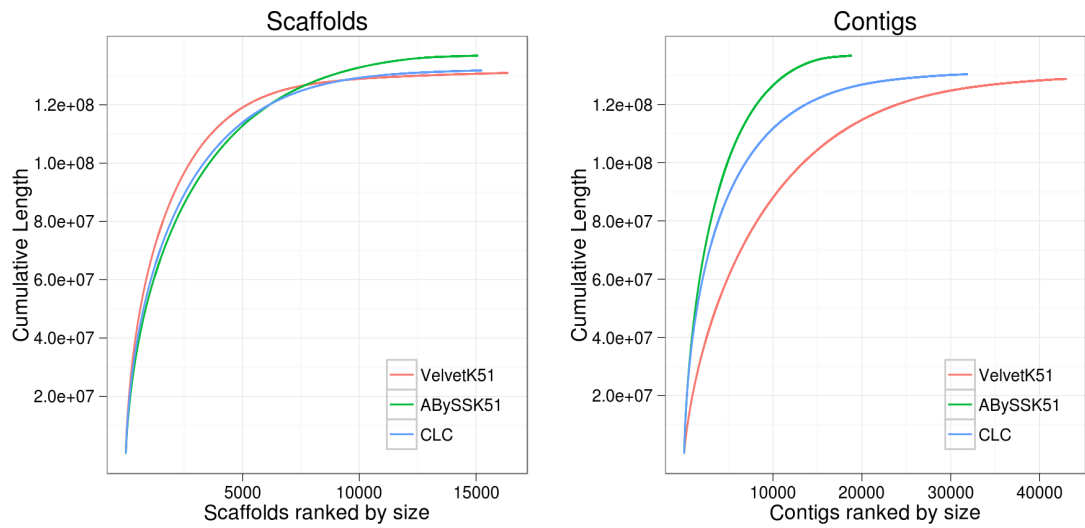 Scaffolds
Cumulative Length
1.2e+08
1.0e+08
8.0e+07
6.0e+07
4.0e+07
2.0e+07
VelvetK51
ABySSK51
CLC
5000 10000 15000
Scaffolds ranked by size
Contigs
Cumulative Length
1.2e+08
1.0e+08
8.0e+07
6.0e+07
4.0e+07
2.0e+07
VelvetK51
ABySSK51
CLC
10000 20000 30000 40000
Contigs ranked by size